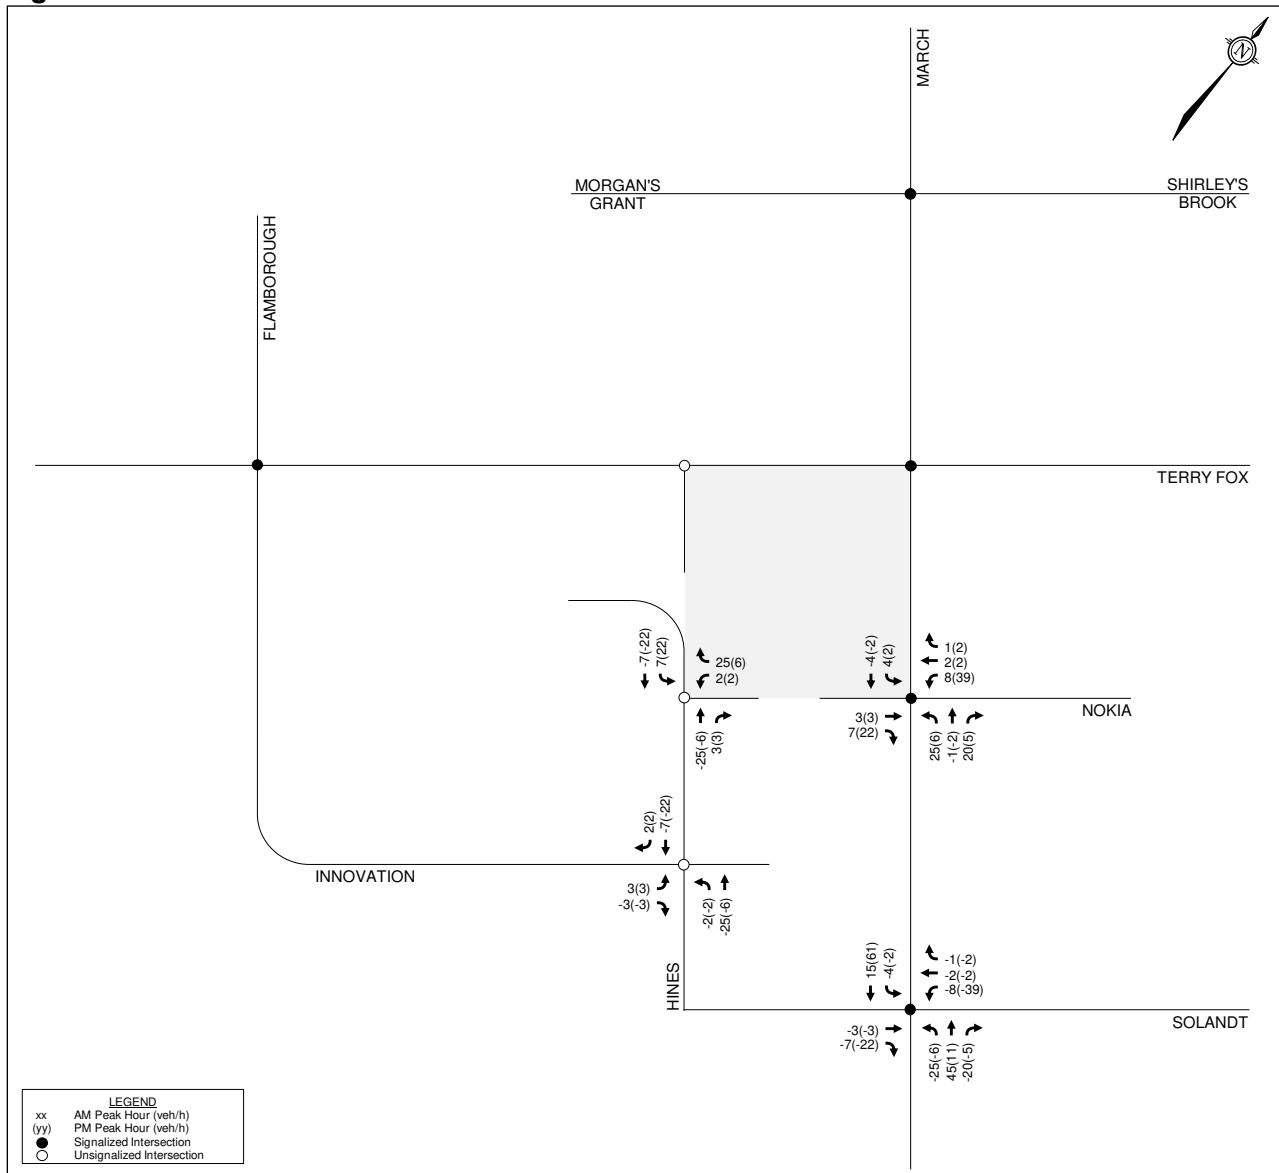 MARCH
N
MORGAN'S
GRANT
SHIRLEY'S
BROOK
FLAMBOROUGH
TERRY FOX
-7(-22)
7(22)
25(6)
2(2)
-4(-2)
4(2)
1(2)
2(2)
8(39)
NOKIA
-25(-6)
3(3)
3(3)
7(22)
25(6)
-1(-2)
20(5)
2(2)
-7(-22)
INNOVATION
3(3)
-3(-3)
-2(-2)
-25(-6)
HINES
15(61)
-4(-2)
-1(-2)
-2(-2)
-8(-39)
SOLANDT
-3(-3)
-7(-22)
-25(-6)
45(11)
-20(-5)
LEGEND
xx AM Peak Hour (veh/h)
(yy) PM Peak Hour (veh/h)
Signalized Intersection
Unsignalized Intersection